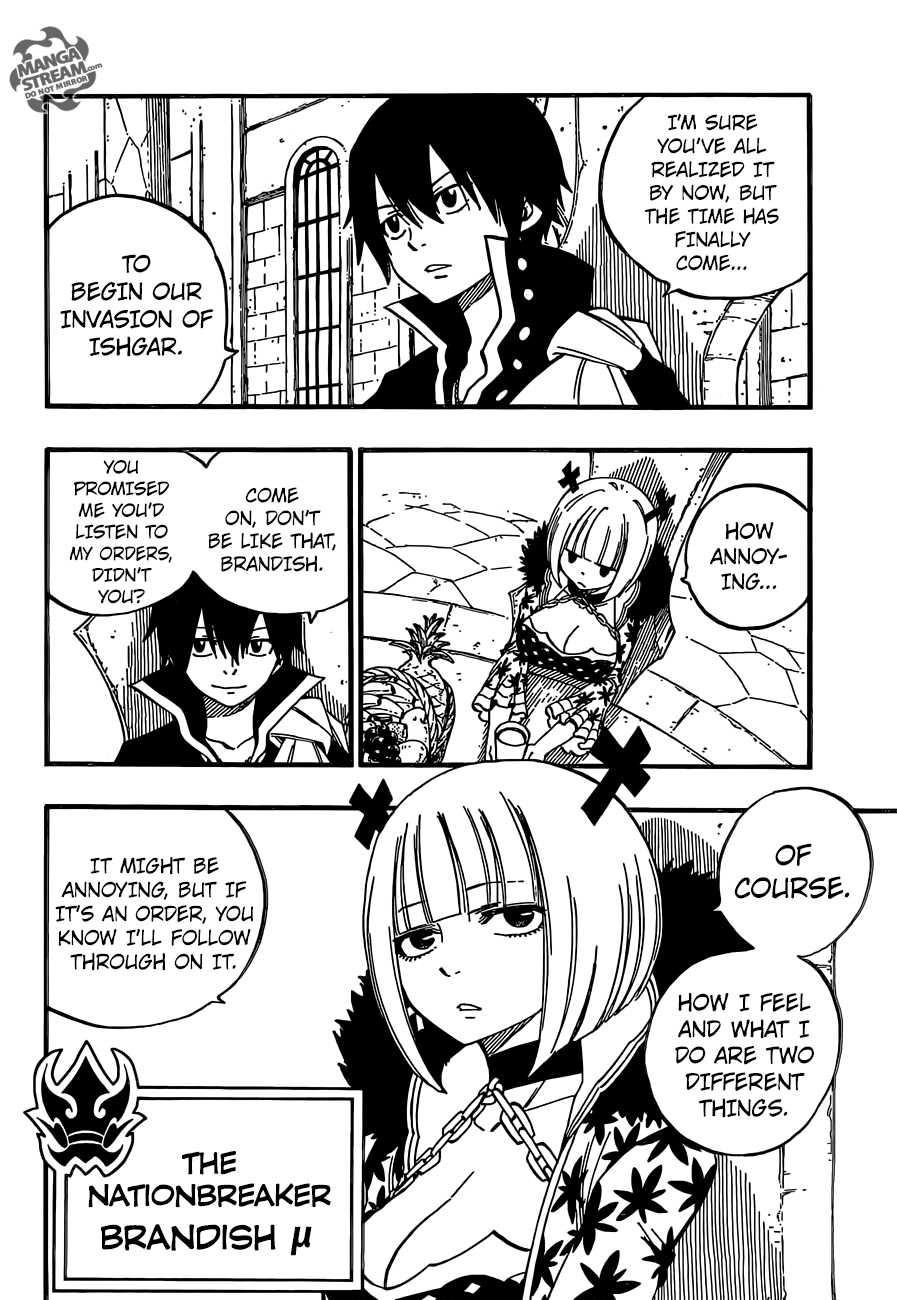 MANGA
STREAM.com
DO NOT MIRROR
I'M SURE
YOU'VE ALL
REALIZED IT
BY NOW, BUT
THE TIME HAS
FINALLY
COME...
TO
BEGIN OUR
INVASION OF
ISHGAR.
HOW
ANNOY-
ING...
COME
ON, DON'T
BE LIKE THAT,
BRANDISH.
YOU
PROMISED
ME YOU'D
LISTEN TO
MY ORDERS,
DIDN'T
YOU?
OF
COURSE.
HOW I FEEL
AND WHAT I
DO ARE TWO
DIFFERENT
THINGS.
IT MIGHT BE
ANNOYING, BUT IF
IT'S AN ORDER, YOU
KNOW I'LL FOLLOW
THROUGH ON IT.
THE
NATIONBREAKER
BRANDISH μ